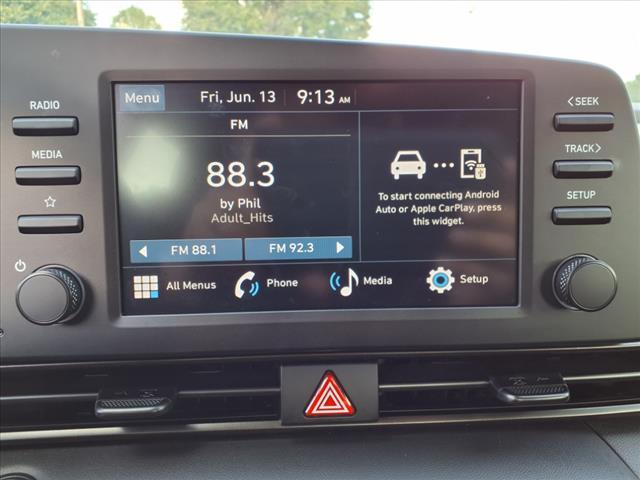 RADIO
MEDIA
Menu Fri, Jun. 13 9:13 AM
FM
88.3
by Phil
Adult_Hits
FM 88.1 FM 92.3
To start connecting Android
Auto or Apple CarPlay, press
this widget.
All Menus Phone Media Setup
<SEEK
TRACK>
SETUP